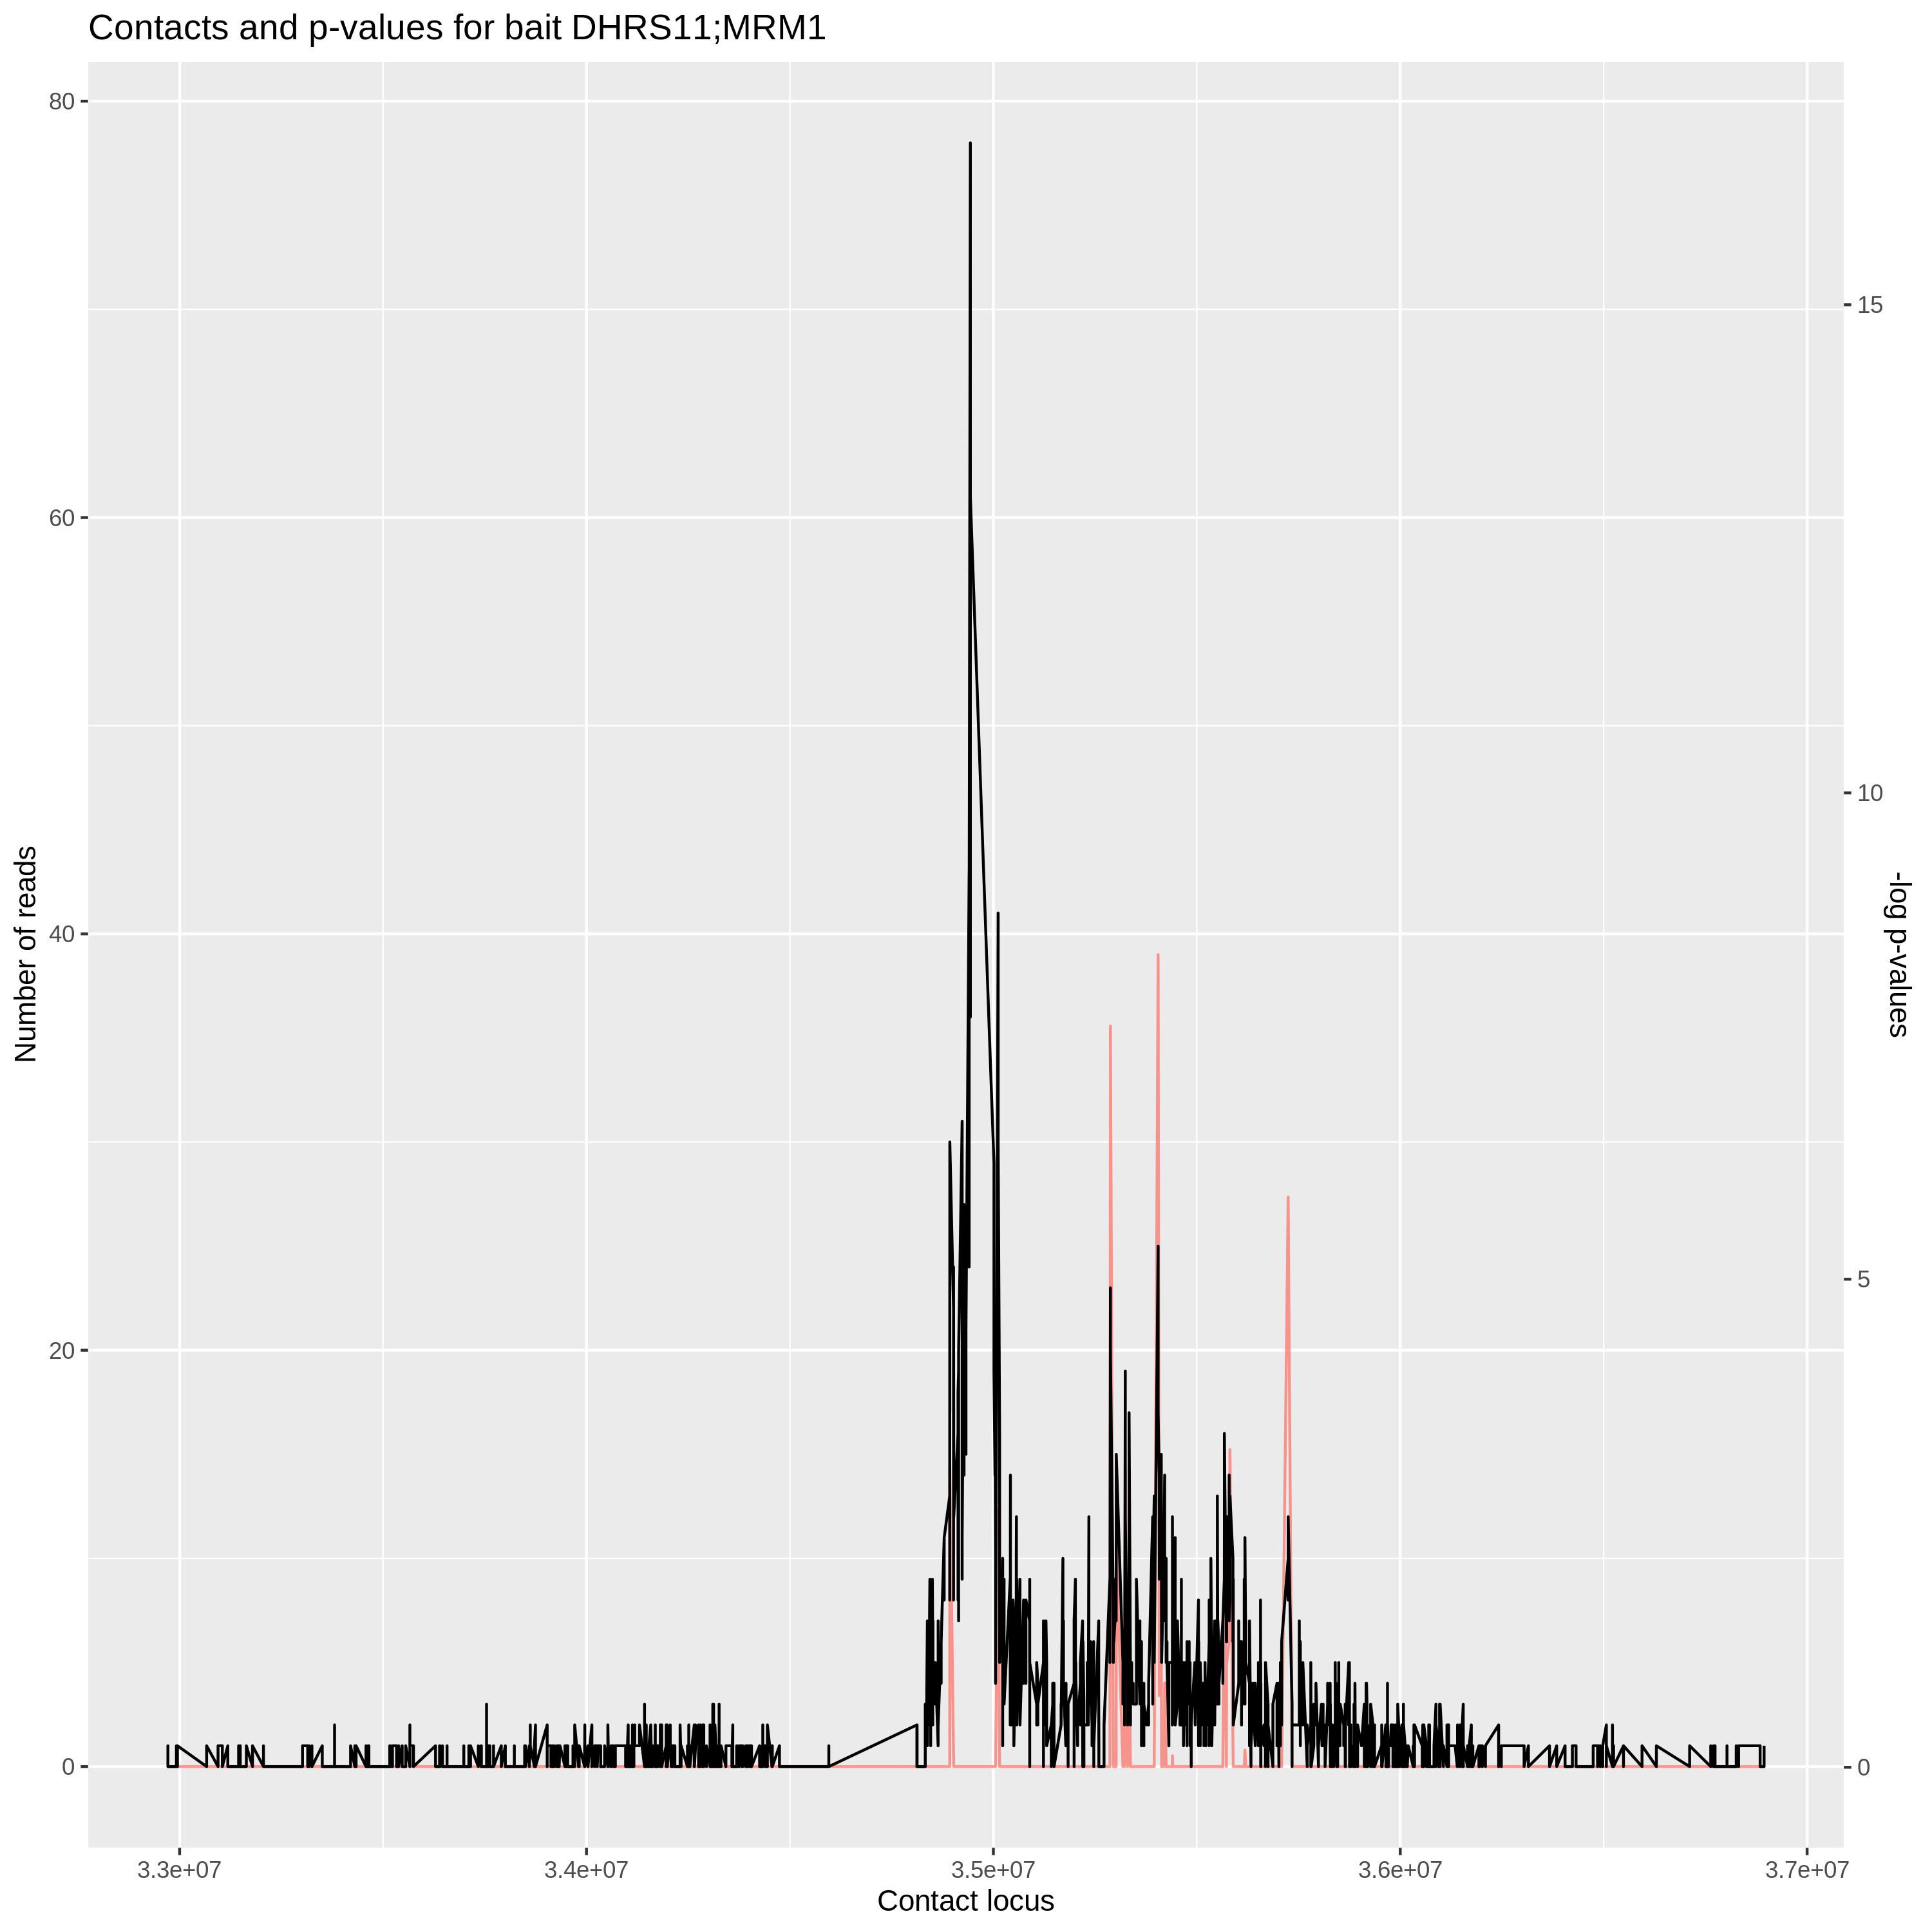 Contacts and p-values for bait DHRS11;MRM1
80
60
40
20
0
Number of reads
15
10
5
0
-log p-values
3.3e+07 3.4e+07 3.5e+07 3.6e+07 3.7e+07
Contact locus